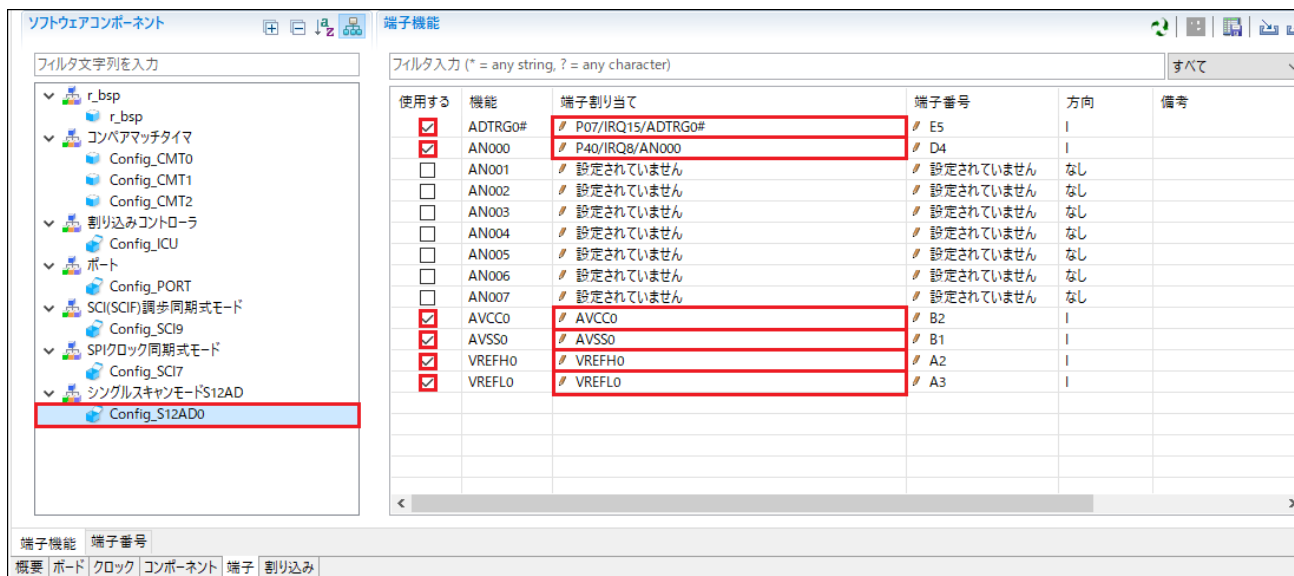 ソフトウェアコンポーネント
フィルタ文字列を入力
r_bsp
r_bsp
コンペアマッチタイマ
Config_CMT0
Config_CMT1
Config_CMT2
割り込みコントローラ
Config_ICU
ポート
Config_PORT
SCI(SCIF)調歩同期式モード
Config_SCI9
SPIクロック同期式モード
Config_SCI7
シングルスキャンモードS12AD
Config_S12AD0
端子機能
フィルタ入力 (* = any string, ? = any character) すべて
使用する 機能 端子割り当て 端子番号 方向 備考
ADTRG0# P07/IRQ15/ADTRG0# E5 I
AN000 P40/IRQ8/AN000 D4 I
AN001 設定されていません 設定されていません なし
AN002 設定されていません 設定されていません なし
AN003 設定されていません 設定されていません なし
AN004 設定されていません 設定されていません なし
AN005 設定されていません 設定されていません なし
AN006 設定されていません 設定されていません なし
AN007 設定されていません 設定されていません なし
AVCC0 AVCC0 B2 I
AVSS0 AVSS0 B1 I
VREFH0 VREFH0 A2 I
VREFL0 VREFL0 A3 I
端子機能 端子番号
概要 ボード クロック コンポーネント 端子 割り込み